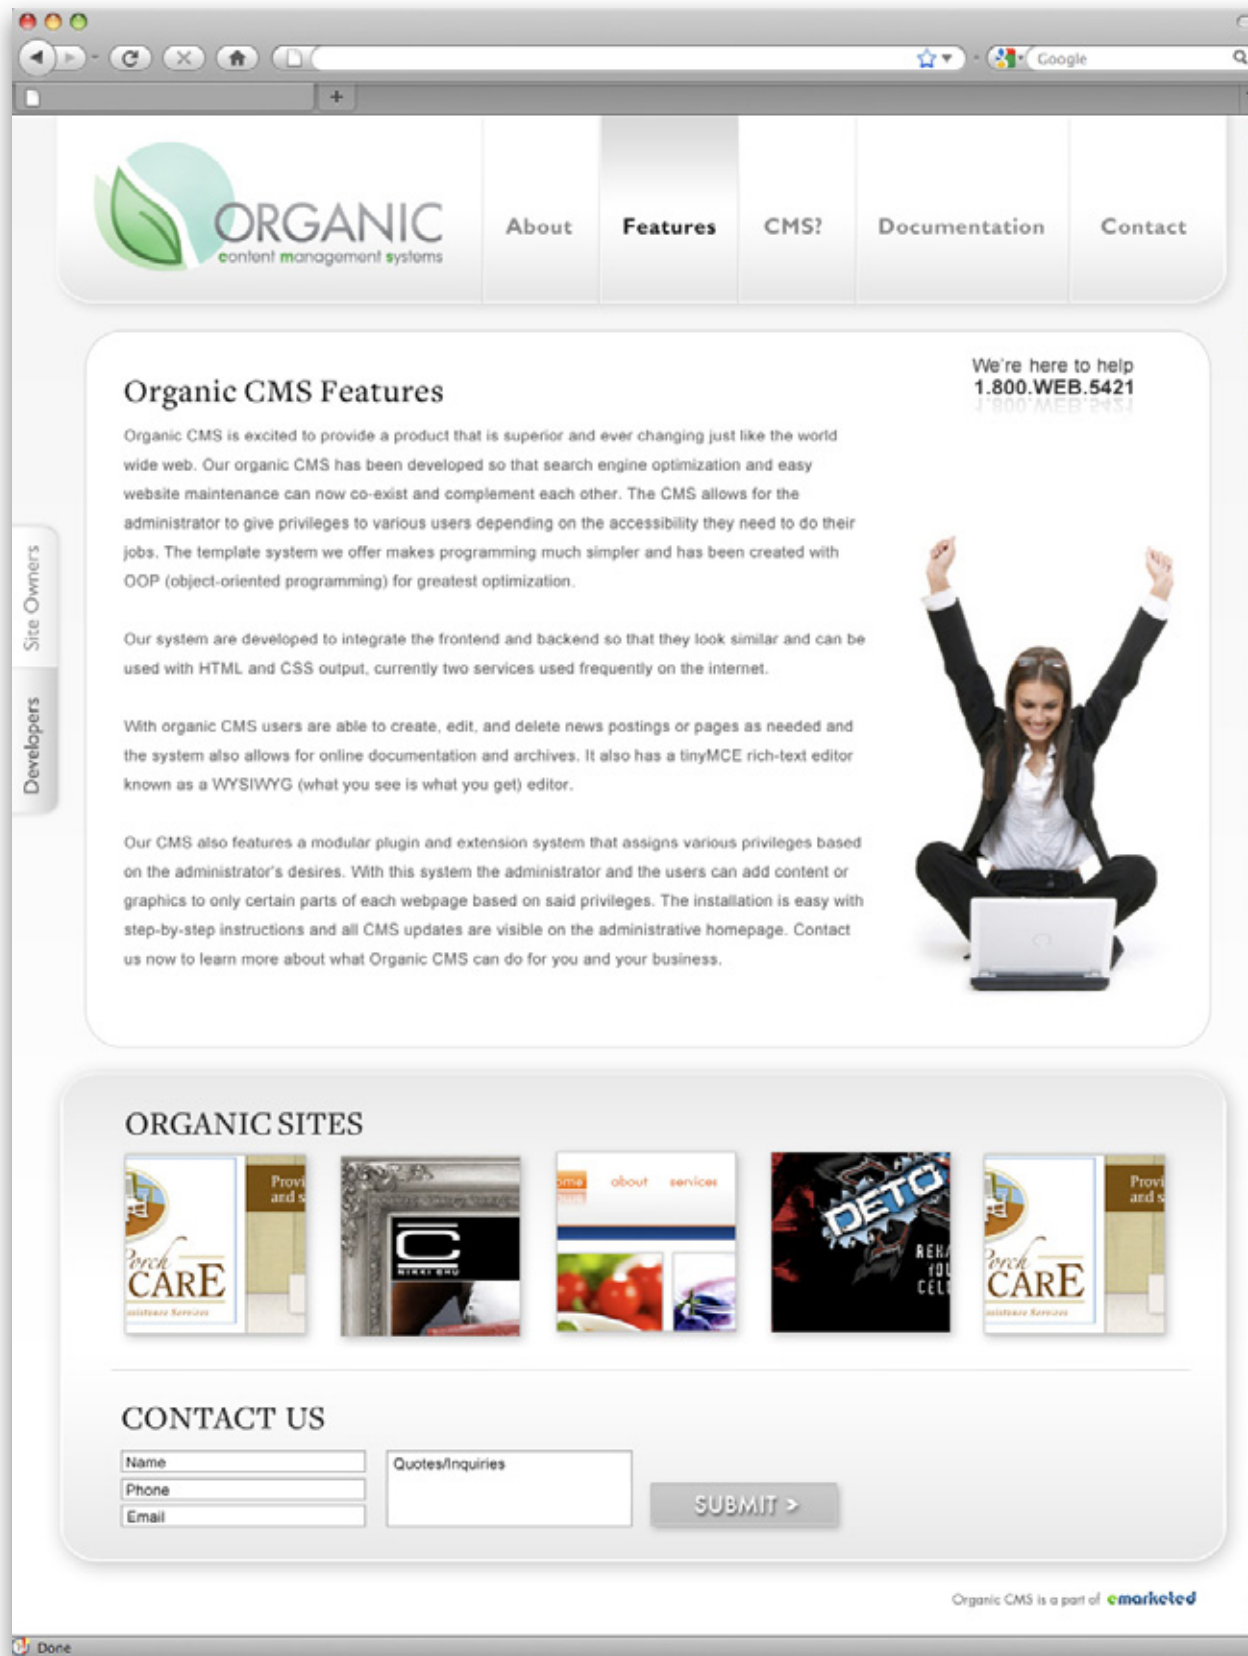 Google
+
ORGANIC
content management systems
About
Features
CMS?
Documentation
Contact
We're here to help
1.800.WEB.5421
Organic CMS Features
Organic CMS is excited to provide a product that is superior and ever changing just like the world
wide web. Our organic CMS has been developed so that search engine optimization and easy
website maintenance can now co-exist and complement each other. The CMS allows for the
administrator to give privileges to various users depending on the accessibility they need to do their
jobs. The template system we offer makes programming much simpler and has been created with
OOP (object-oriented programming) for greatest optimization.
Our system are developed to integrate the frontend and backend so that they look similar and can be
used with HTML and CSS output, currently two services used frequently on the internet.
With organic CMS users are able to create, edit, and delete news postings or pages as needed and
the system also allows for online documentation and archives. It also has a tinyMCE rich-text editor
known as a WYSIWYG (what you see is what you get) editor.
Our CMS also features a modular plugin and extension system that assigns various privileges based
on the administrator's desires. With this system the administrator and the users can add content or
graphics to only certain parts of each webpage based on said privileges. The installation is easy with
step-by-step instructions and all CMS updates are visible on the administrative homepage. Contact
us now to learn more about what Organic CMS can do for you and your business.
Site Owners
Developers
ORGANIC SITES
Provi
and s
Porch
CARE
Services
NIKKI CHU
ome
about
services
DETO
REHA
YOU
CELL
Provi
and s
Porch
CARE
Services
CONTACT US
Name
Phone
Email
Quotes/Inquiries
SUBMIT >
Organic CMS is a part of emarketed
Done